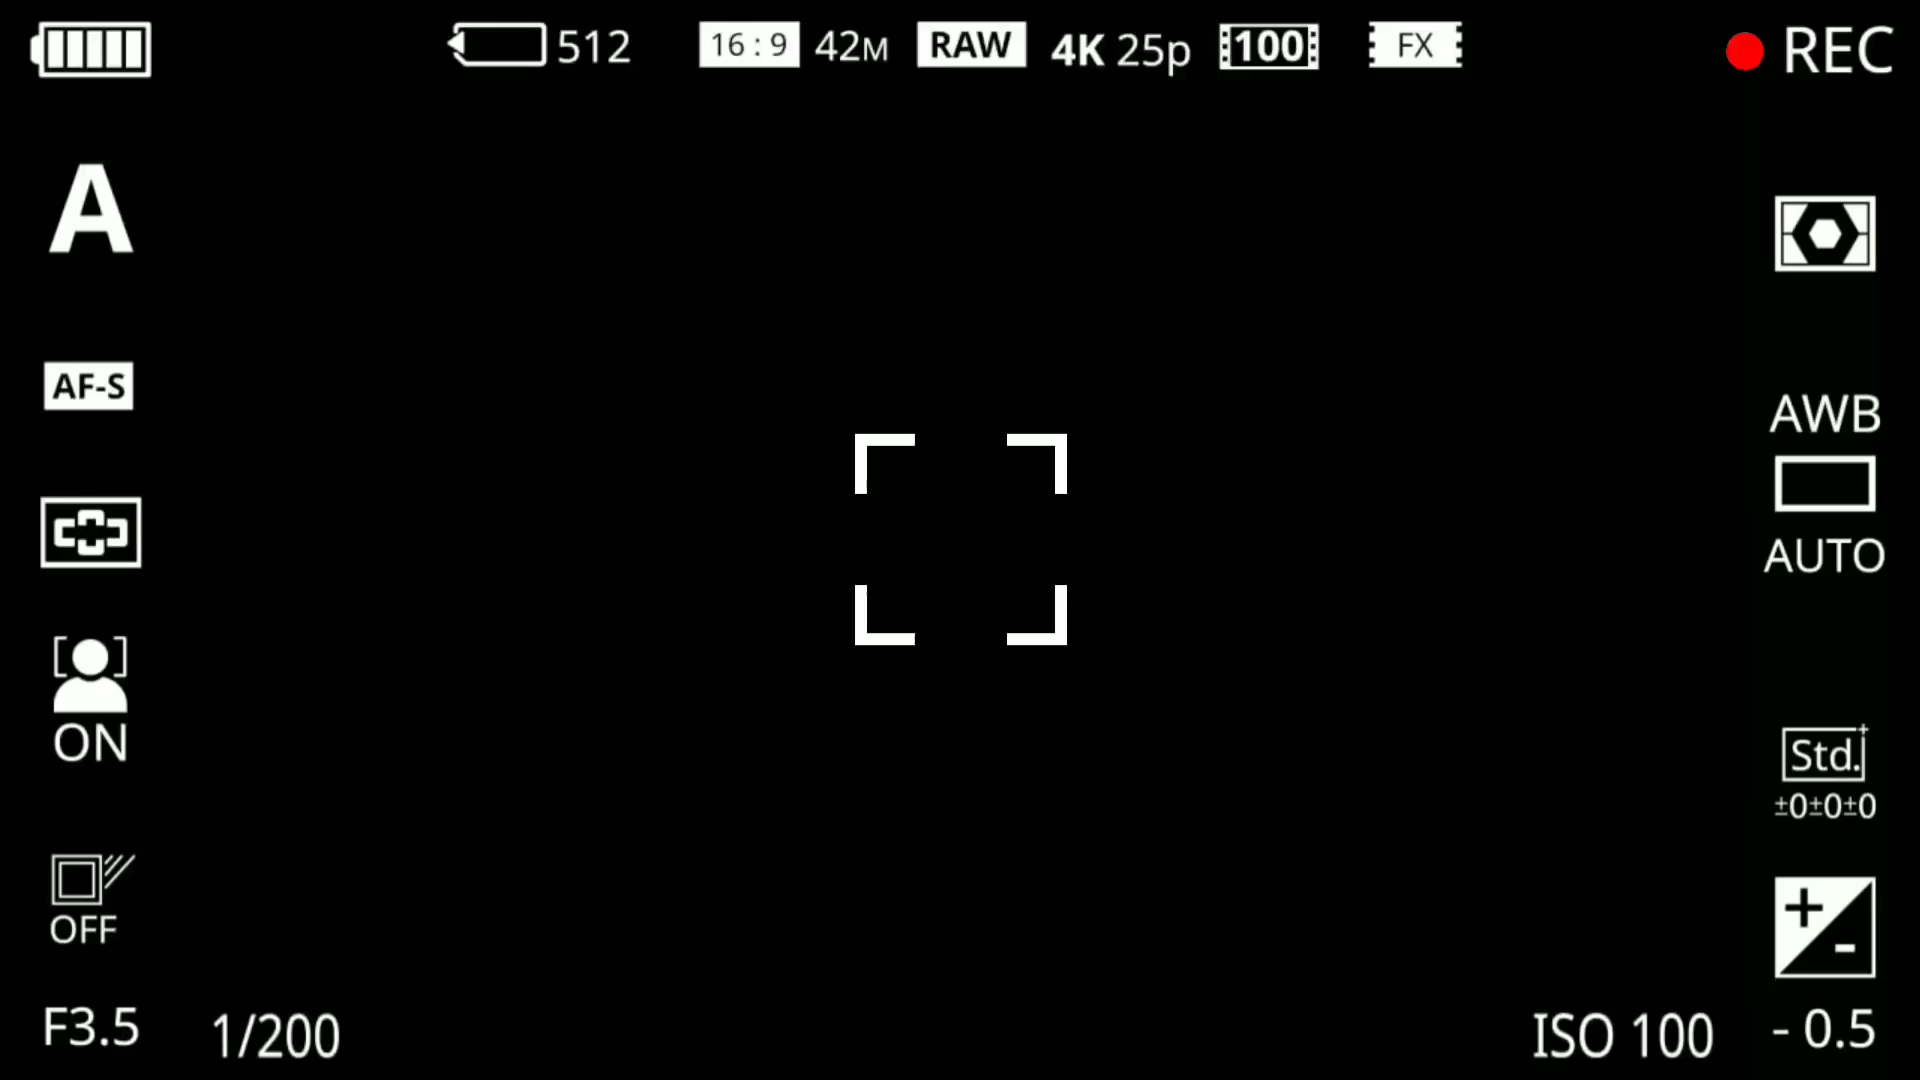 512 16:9 42M RAW 4K 25p 100 FX REC
A
AF-S
AWB
AUTO
ON
Std.+
±0±0±0
OFF
+ -
F3.5 1/200 ISO 100 - 0.5